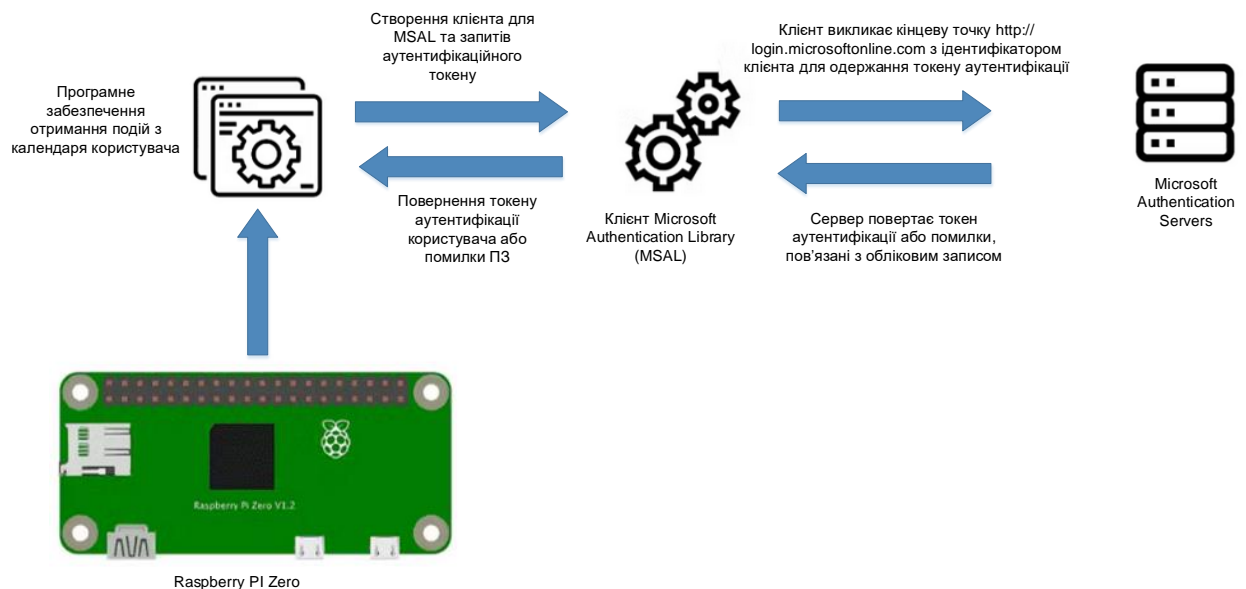 Створення клієнта для
MSAL та запитів
аутентифікаційного
токену
Клієнт викликає кінцеву точку http://
login.microsoftonline.com з ідентифікатором
клієнта для одержання токену аутентифікації
Програмне
забезпечення
отримання подій з
календаря користувача
Повернення токену
аутентифікації
користувача або
помилки ПЗ
Клієнт Microsoft
Authentication Library
(MSAL)
Сервер повертає токен
аутентифікації або помилки,
пов’язані з обліковим записом
Microsoft
Authentication
Servers
Raspberry Pi Zero V1.2
Raspberry PI Zero